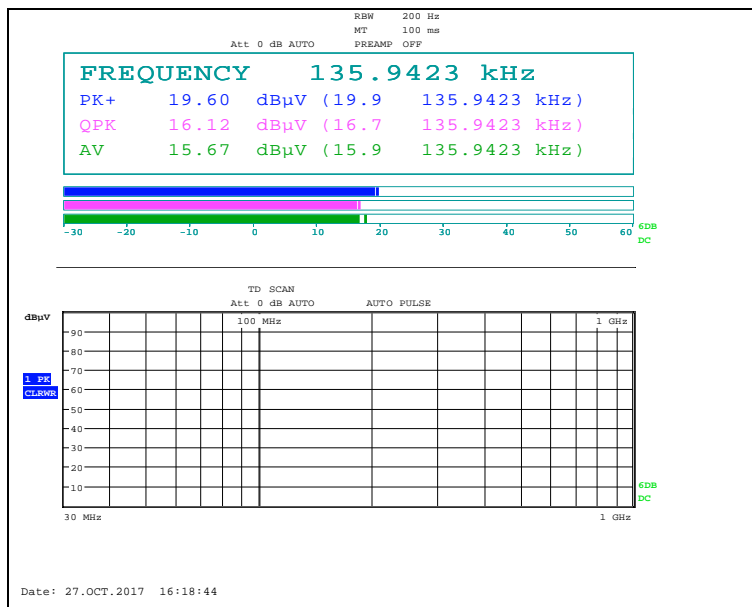 RBW 200 Hz
MT 100 ms
Att 0 dB AUTO PREAMP OFF
FREQUENCY 135.9423 kHz
PK+ 19.60 dBµV (19.9 135.9423 kHz)
QPK 16.12 dBµV (16.7 135.9423 kHz)
AV 15.67 dBµV (15.9 135.9423 kHz)
-30 -20 -10 0 10 20 30 40 50 60
6DB
DC
TD SCAN
Att 0 dB AUTO AUTO PULSE
dBµV
100 MHz 1 GHz
90
80
70
1 PK
CLRWR
60
50
40
30
20
10
6DB
DC
30 MHz 1 GHz
Date: 27.OCT.2017 16:18:44